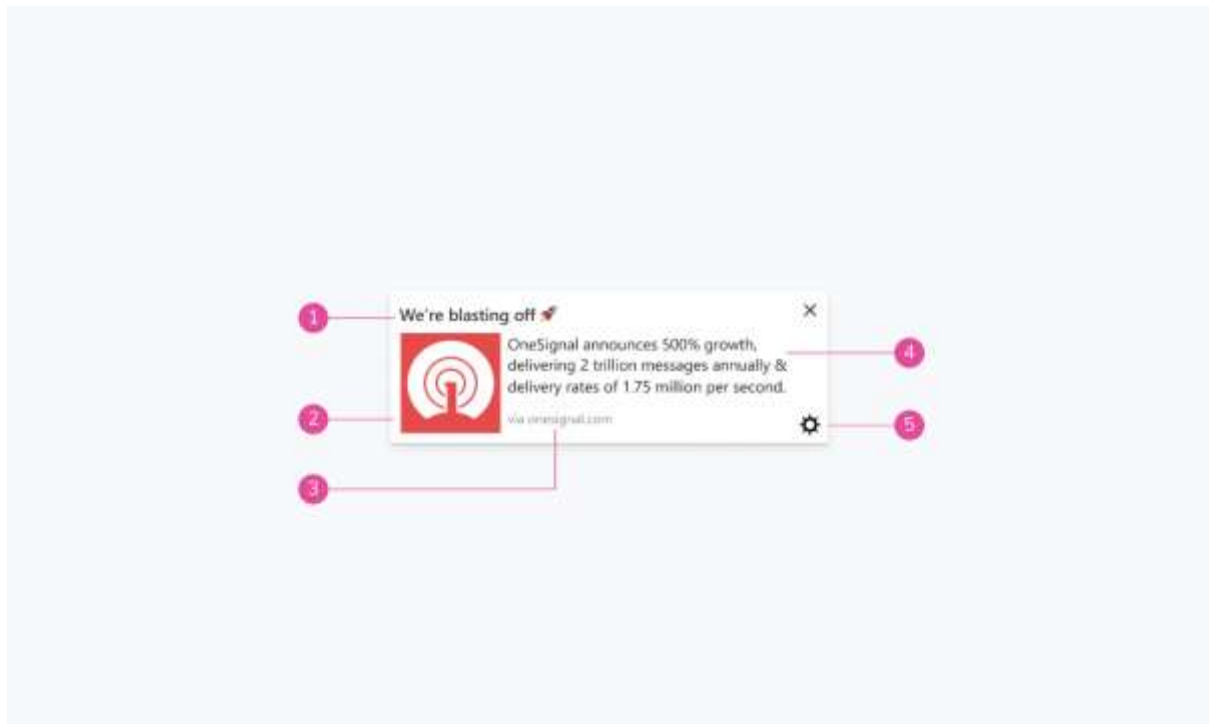 1
We're blasting off 🚀
OneSignal announces 500% growth,
delivering 2 trillion messages annually &
delivery rates of 1.75 million per second.
4
2
via onesignal.com
5
3